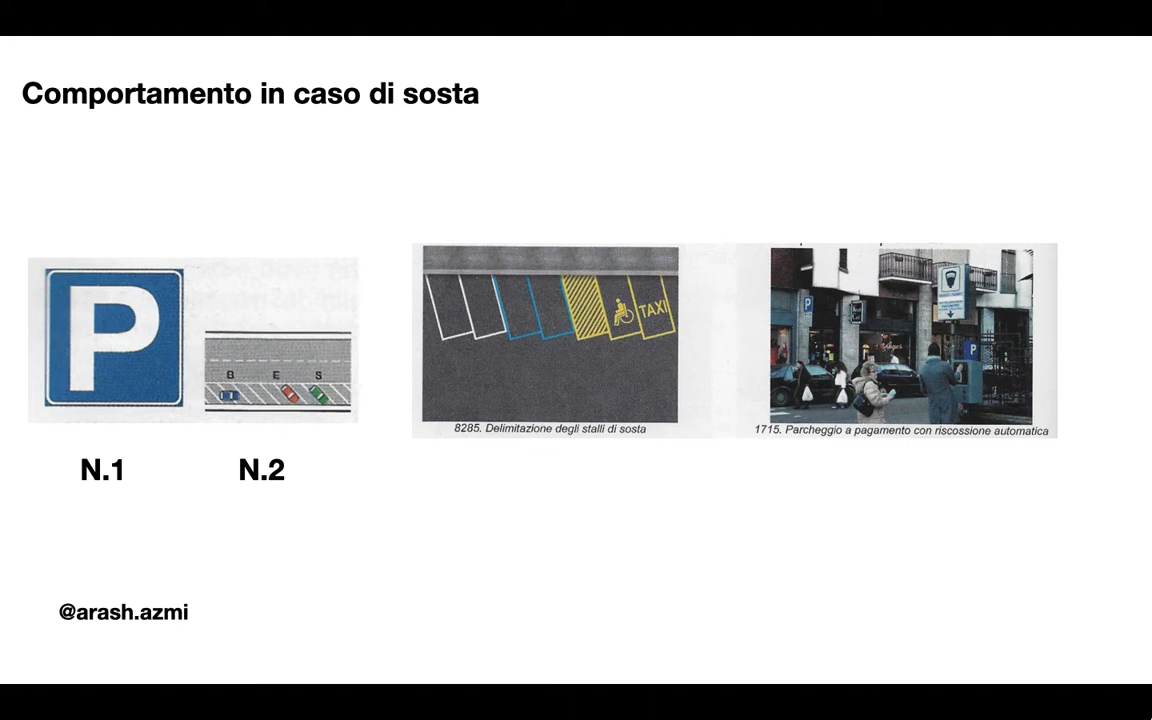 Comportamento in caso di sosta
P
B E S
TAXI
8285. Delimitazione degli stalli di sosta
P
P
1715. Parcheggio a pagamento con riscossione automatica
N.1
N.2
@arash.azmi